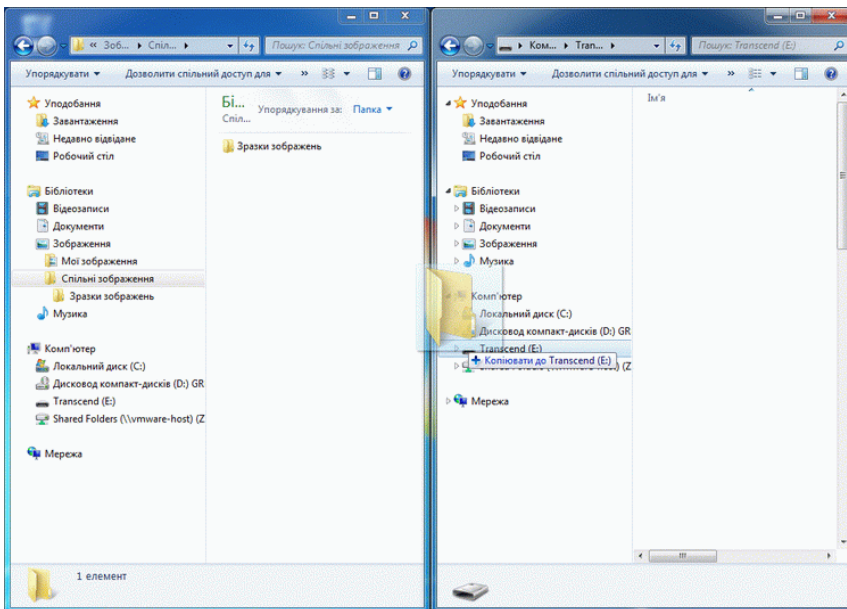 « Зоб... Спіл...
Пошук: Спільні зображення
Упорядкувати Дозволити спільний доступ для »
Уподобання
Завантаження
Недавно відвідане
Робочий стіл
Бібліотеки
Відеозаписи
Документи
Зображення
Мої зображення
Спільні зображення
Зразки зображень
Музика
Комп'ютер
Локальний диск (C:)
Дисковод компакт-дисків (D:) GR
Transcend (E:)
Shared Folders (\\vmware-host) (Z
Мережа
Бі...
Спіл...
Упорядкування за: Папка
Зразки зображень
1 елемент
Ком... Tran...
Пошук: Transcend (E:)
Упорядкувати Дозволити спільний доступ для »
Уподобання
Завантаження
Недавно відвідане
Робочий стіл
Бібліотеки
Відеозаписи
Документи
Зображення
Музика
Комп'ютер
Локальний диск (C:)
Дисковод компакт-дисків (D:) GR
Transcend (E:)
Копіювати до Transcend (E:)
Shared Folders (\\vmware-host) (Z
Мережа
Ім'я